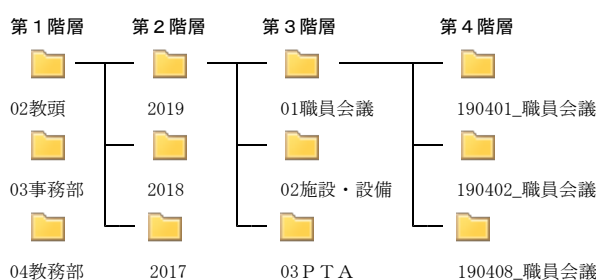 第１階層 第２階層 第３階層 第４階層
02教頭 2019 01職員会議 190401_職員会議
03事務部 2018 02施設・設備 190402_職員会議
04教務部 2017 03ＰＴＡ 190408_職員会議